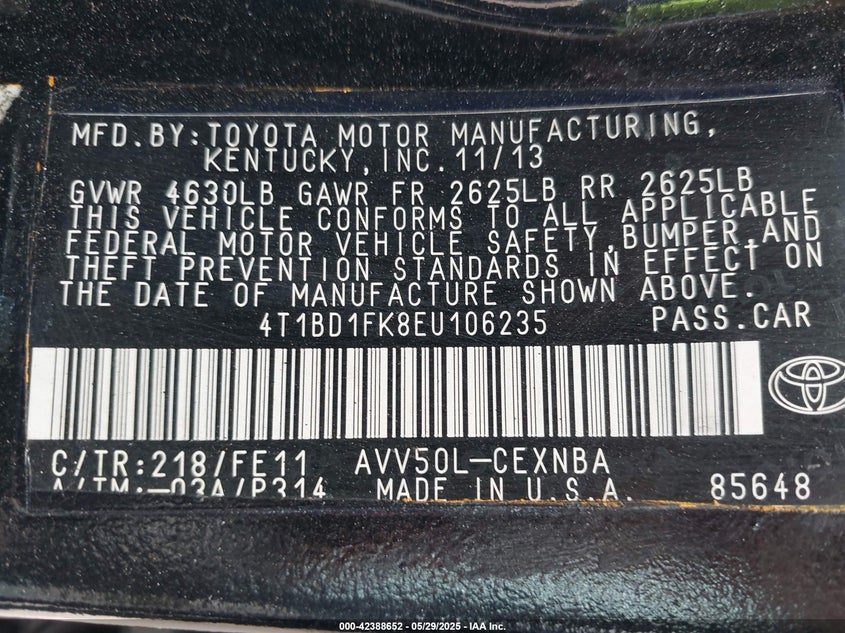 MFD.BY:TOYOTA MOTOR MANUFACTURING,
KENTUCKY,INC.11/13
GVWR 4630LB GAWR FR 2625LB RR 2625LB
THIS VEHICLE CONFORMS TO ALL APPLICABLE
FEDERAL MOTOR VEHICLE SAFETY,BUMPER,AND
THEFT PREVENTION STANDARDS IN EFFECT ON
THE DATE OF MANUFACTURE SHOWN ABOVE.
4T1BD1FK8EU106235 PASS.CAR
C/TR:218/FE11 AVV50L-CEXNBA
A/TM:-03A/P314 MADE IN U.S.A. 85648
000-42388652 - 05/29/2025 - IAA Inc.